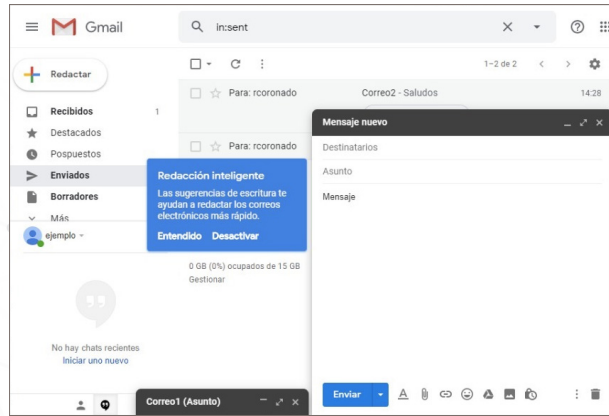 Gmail
in:sent
Redactar
1–2 de 2
Recibidos 1
Destacados
Pospuestos
Enviados
Borradores
Más
ejemplo
Para: rcoronado
Correo2 - Saludos
14:28
Para: rcoronado
Redacción inteligente
Las sugerencias de escritura te
ayudan a redactar los correos
electrónicos más rápido.
Entendido Desactivar
0 GB (0%) ocupados de 15 GB
Gestionar
No hay chats recientes
Iniciar uno nuevo
Correo1 (Asunto)
Mensaje nuevo
Destinatarios
Asunto
Mensaje
Enviar